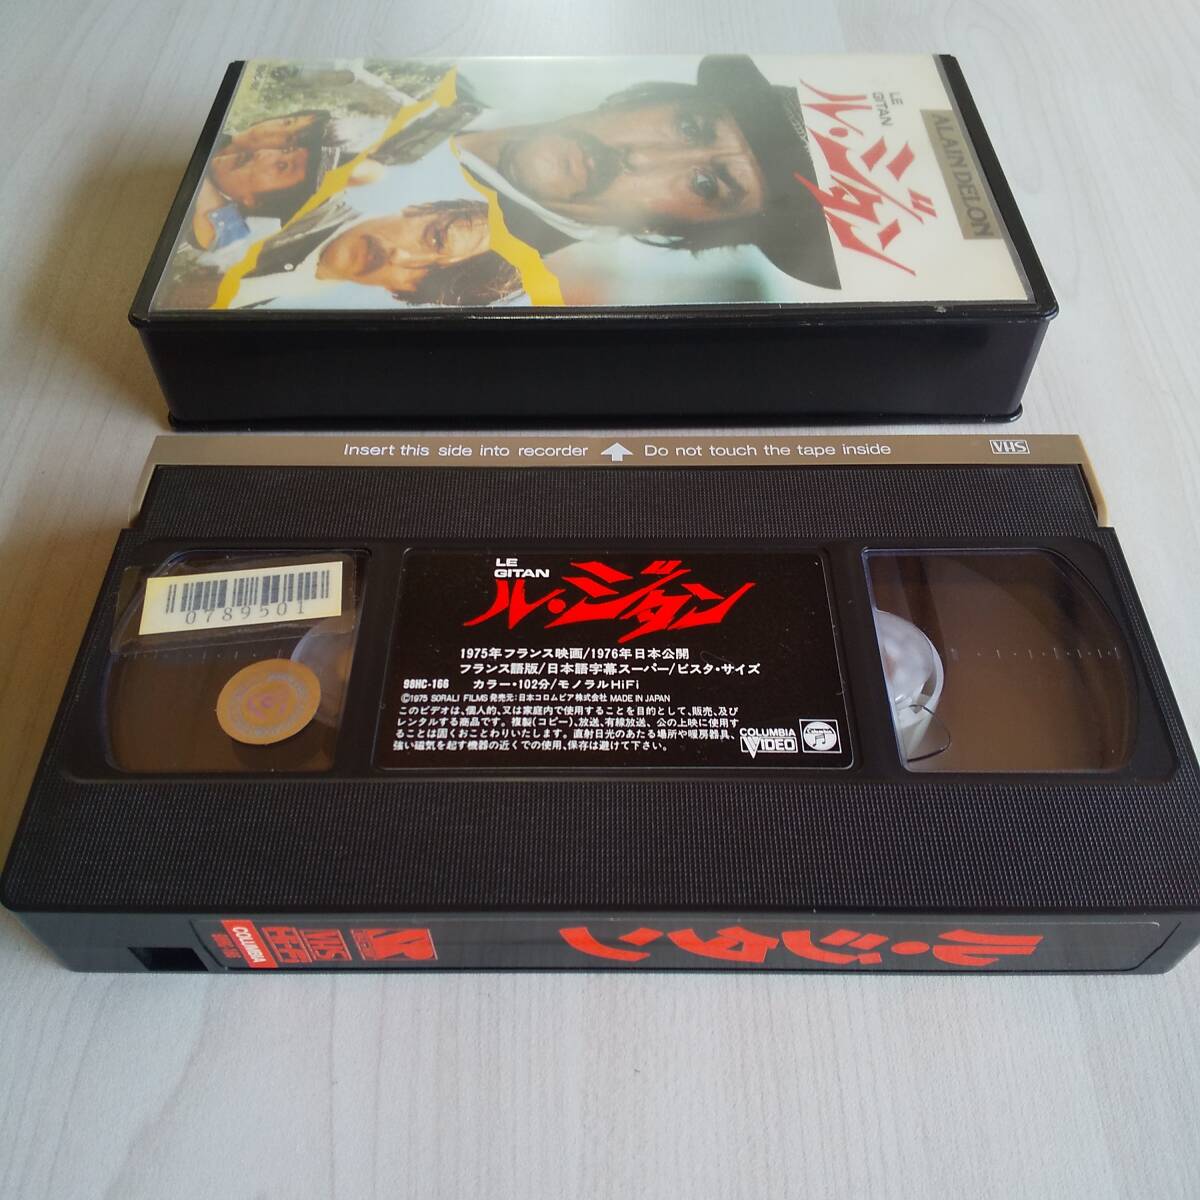 ALAIN DELON
LE
GITAN
ル・ジタン
Insert this side into recorder
Do not touch the tape inside
VHS
0789501
LE
GITAN
ル・ジタン
1975年フランス映画/1976年日本公開
フランス語版/日本語字幕スーパー/ビスタ・サイズ
98HC-166 カラー・102分/モノラルHiFi
©1975 SORALI FILMS 発売元:日本コロムビア株式会社 MADE IN JAPAN
このビデオは、個人的、又は家庭内で使用することを目的として、販売、及び
レンタルする商品です。複製(コピー)、放送、有線放送、公の上映に使用す
ることは固くおことわりいたします。直射日光のあたる場所や暖房器具、
強い磁気を起す機器の近くでの使用、保存は避けて下さい。
COLUMBIA
VIDEO
Columbia
ル・ジタン
VHS
COLUMBIA